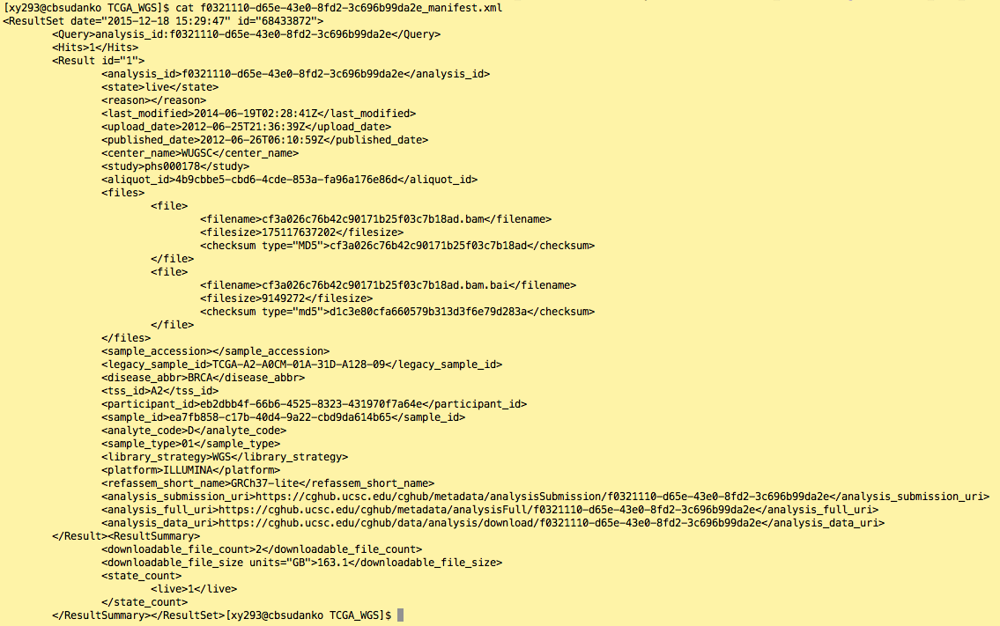 [xy293@cbsudanko TCGA_WGS]$ cat f0321110-d65e-43e0-8fd2-3c696b99da2e_manifest.xml
<ResultSet date="2015-12-18 15:29:47" id="68433872">
<Query>analysis_id:f0321110-d65e-43e0-8fd2-3c696b99da2e</Query>
<Hits>1</Hits>
<Result id="1">
<analysis_id>f0321110-d65e-43e0-8fd2-3c696b99da2e</analysis_id>
<state>live</state>
<reason></reason>
<last_modified>2014-06-19T02:28:41Z</last_modified>
<upload_date>2012-06-25T21:36:39Z</upload_date>
<published_date>2012-06-26T06:10:59Z</published_date>
<center_name>WUGSC</center_name>
<study>phs000178</study>
<aliquot_id>4b9cbbe5-cbd6-4cde-853a-fa96a176e86d</aliquot_id>
<files>
<file>
<filename>cf3a026c76b42c90171b25f03c7b18ad.bam</filename>
<filesize>175117637202</filesize>
<checksum type="MD5">cf3a026c76b42c90171b25f03c7b18ad</checksum>
</file>
<file>
<filename>cf3a026c76b42c90171b25f03c7b18ad.bam.bai</filename>
<filesize>9149272</filesize>
<checksum type="md5">d1c3e80cfa660579b313d3f6e79d283a</checksum>
</file>
</files>
<sample_accession></sample_accession>
<legacy_sample_id>TCGA-A2-A0CM-01A-31D-A128-09</legacy_sample_id>
<disease_abbr>BRCA</disease_abbr>
<tss_id>A2</tss_id>
<participant_id>eb2dbb4f-66b6-4525-8323-431970f7a64e</participant_id>
<sample_id>ea7fb858-c17b-40d4-9a22-cbd9da614b65</sample_id>
<analyte_code>D</analyte_code>
<sample_type>01</sample_type>
<library_strategy>WGS</library_strategy>
<platform>ILLUMINA</platform>
<refassem_short_name>GRCh37-lite</refassem_short_name>
<analysis_submission_uri>https://cghub.ucsc.edu/cghub/metadata/analysisSubmission/f0321110-d65e-43e0-8fd2-3c696b99da2e</analysis_submission_uri>
<analysis_full_uri>https://cghub.ucsc.edu/cghub/metadata/analysisFull/f0321110-d65e-43e0-8fd2-3c696b99da2e</analysis_full_uri>
<analysis_data_uri>https://cghub.ucsc.edu/cghub/data/analysis/download/f0321110-d65e-43e0-8fd2-3c696b99da2e</analysis_data_uri>
</Result><ResultSummary>
<downloadable_file_count>2</downloadable_file_count>
<downloadable_file_size units="GB">163.1</downloadable_file_size>
<state_count>
<live>1</live>
</state_count>
</ResultSummary></ResultSet>[xy293@cbsudanko TCGA_WGS]$